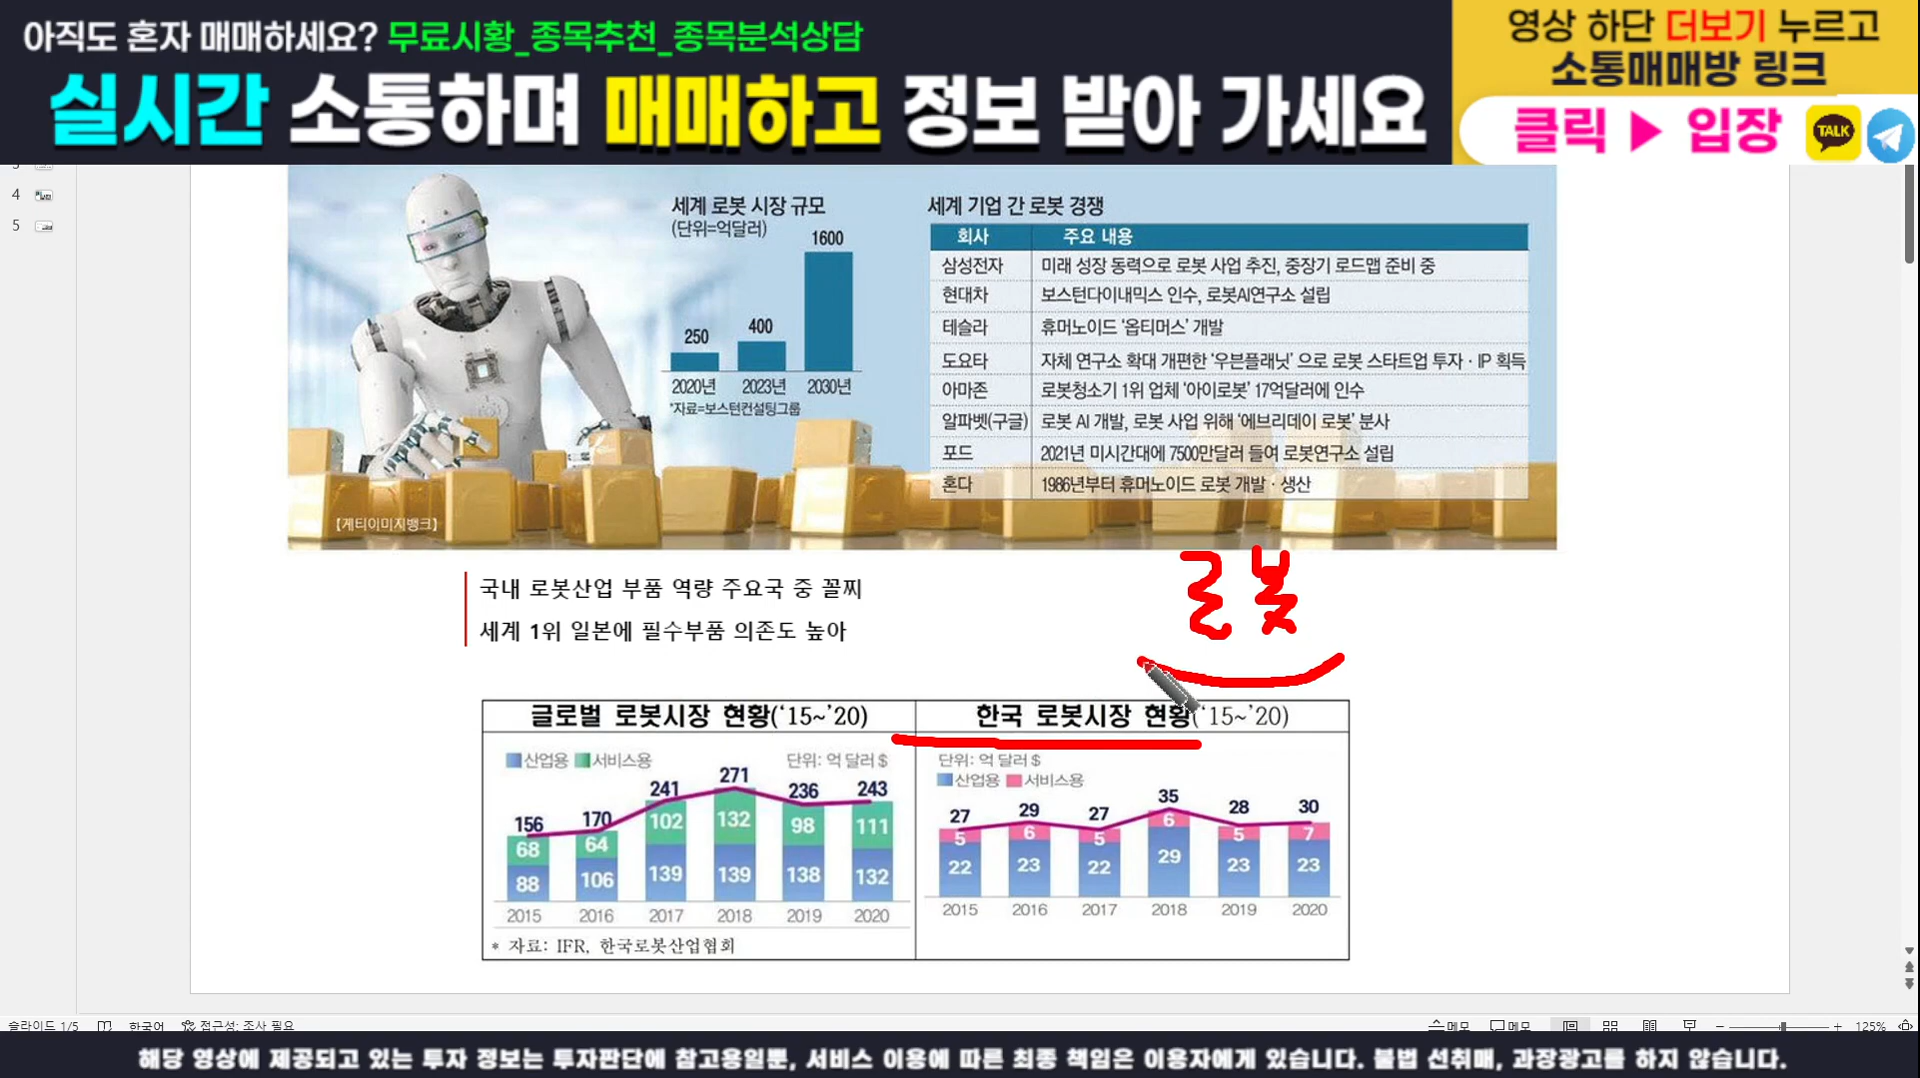 아직도 혼자 매매하세요? 무료시황_종목추천_종목분석상담
실시간 소통하며 매매하고 정보 받아 가세요
영상 하단 더보기 누르고
소통매매방 링크
클릭 ▶ 입장
TALK
4
5
세계 로봇 시장 규모
(단위=억달러)
1600
400
250
2020년 2023년 2030년
*자료=보스턴컨설팅그룹
【게티이미지뱅크】
세계 기업 간 로봇 경쟁
회사 주요 내용
삼성전자 미래 성장 동력으로 로봇 사업 추진, 중장기 로드맵 준비 중
현대차 보스턴다이내믹스 인수, 로봇AI연구소 설립
테슬라 휴머노이드 ‘옵티머스’ 개발
도요타 자체 연구소 확대 개편한 ‘우븐플래닛’ 으로 로봇 스타트업 투자 · IP 획득
아마존 로봇청소기 1위 업체 ‘아이로봇’ 17억달러에 인수
알파벳(구글) 로봇 AI 개발, 로봇 사업 위해 ‘에브리데이 로봇’ 분사
포드 2021년 미시간대에 7500만달러 들여 로봇연구소 설립
혼다 1986년부터 휴머노이드 로봇 개발 · 생산
국내 로봇산업 부품 역량 주요국 중 꼴찌
세계 1위 일본에 필수부품 의존도 높아
로봇
글로벌 로봇시장 현황(‘15~’20)
산업용 서비스용 단위: 억 달러 $
156 170 241 271 236 243
68 64 102 132 98 111
88 106 139 139 138 132
2015 2016 2017 2018 2019 2020
* 자료: IFR, 한국로봇산업협회
한국 로봇시장 현황(‘15~’20)
단위: 억 달러 $
산업용 서비스용
27 29 27 35 28 30
5 6 5 6 5 7
22 23 22 29 23 23
2015 2016 2017 2018 2019 2020
슬라이드 1/5 한국어 접근성: 조사 필요 메모 메모 125%
해당 영상에 제공되고 있는 투자 정보는 투자판단에 참고용일뿐, 서비스 이용에 따른 최종 책임은 이용자에게 있습니다. 불법 선취매, 과장광고를 하지 않습니다.